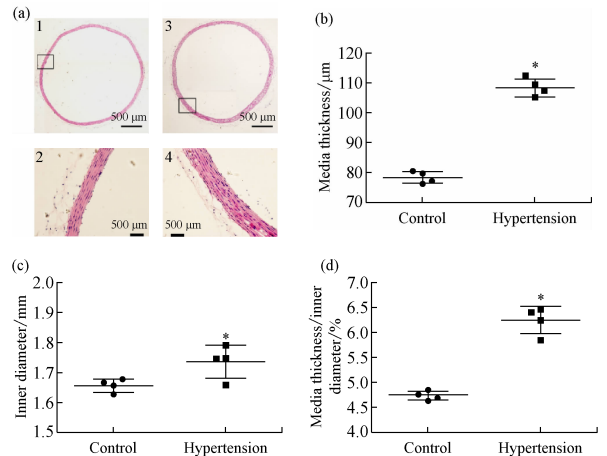 (a)
1
500 μm
3
500 μm
2
500 μm
4
500 μm
(b)
Media thickness/μm
120
110
100
90
80
70
*
Control
Hypertension
(c)
Inner diameter/mm
2.0
1.9
1.8
1.7
1.6
1.5
*
Control
Hypertension
(d)
Media thickness/inner
diameter/%
7.0
6.5
6.0
5.5
5.0
4.5
4.0
*
Control
Hypertension